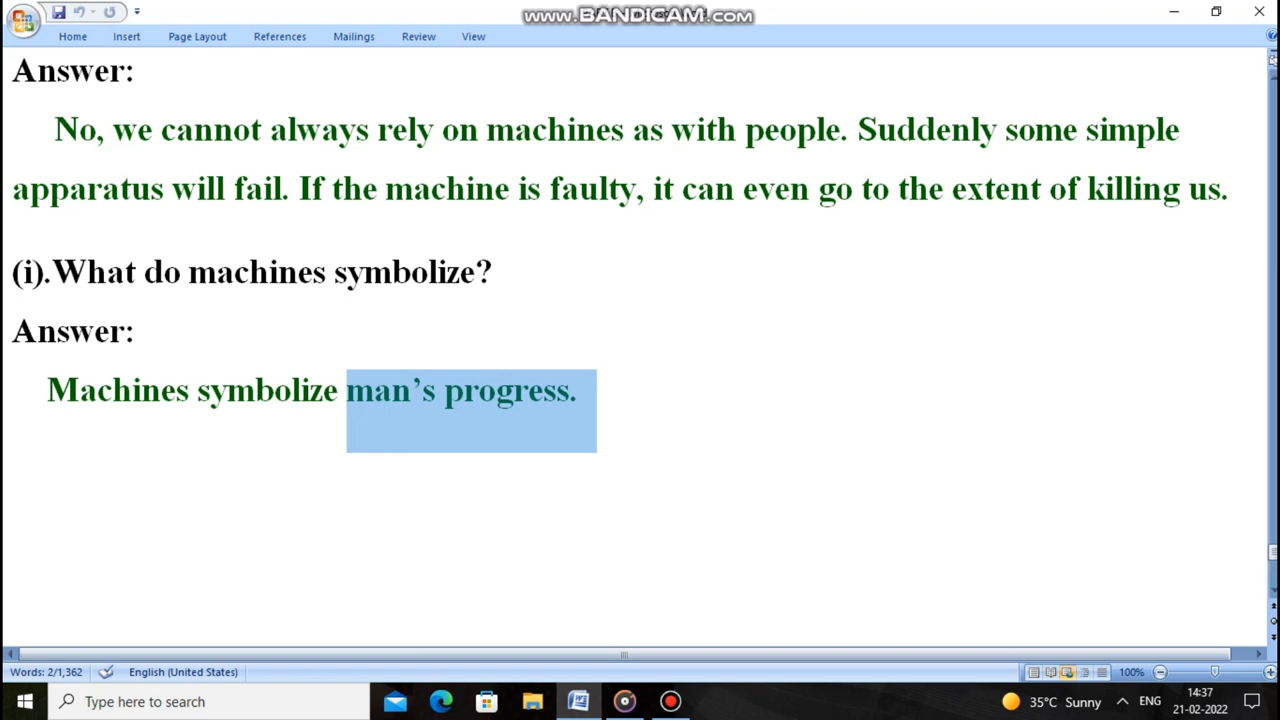 www.BANDICAM.com
Home Insert Page Layout References Mailings Review View
Answer:
No, we cannot always rely on machines as with people. Suddenly some simple
apparatus will fail. If the machine is faulty, it can even go to the extent of killing us.
(i).What do machines symbolize?
Answer:
Machines symbolize man’s progress.
Words: 2/1,362 English (United States) 100%
Type here to search 35°C Sunny ENG 14:37
21-02-2022